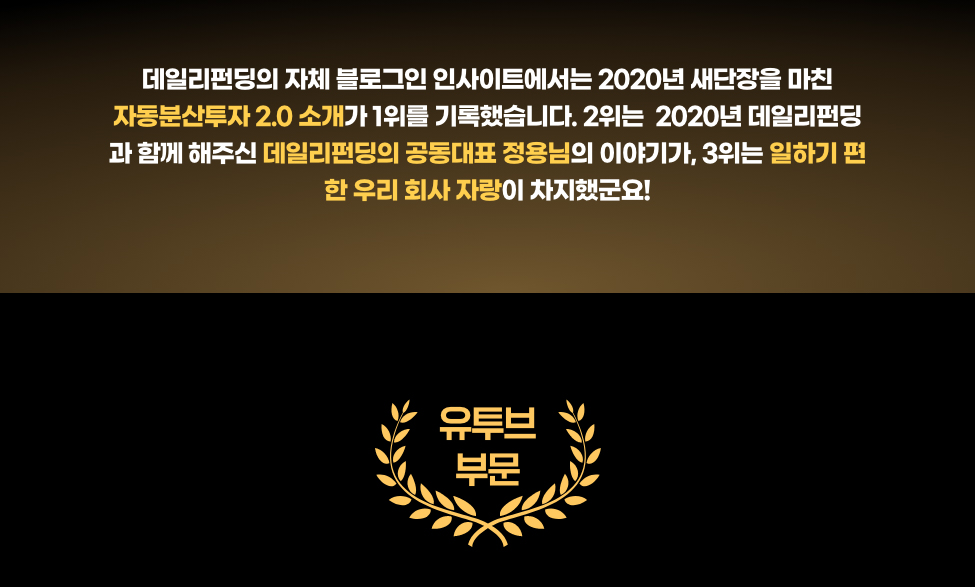 데일리펀딩의 자체 블로그인 인사이트에서는 2020년 새단장을 마친
자동분산투자 2.0 소개가 1위를 기록했습니다. 2위는 2020년 데일리펀딩
과 함께 해주신 데일리펀딩의 공동대표 정용님의 이야기가, 3위는 일하기 편
한 우리 회사 자랑이 차지했군요!
유투브
부문